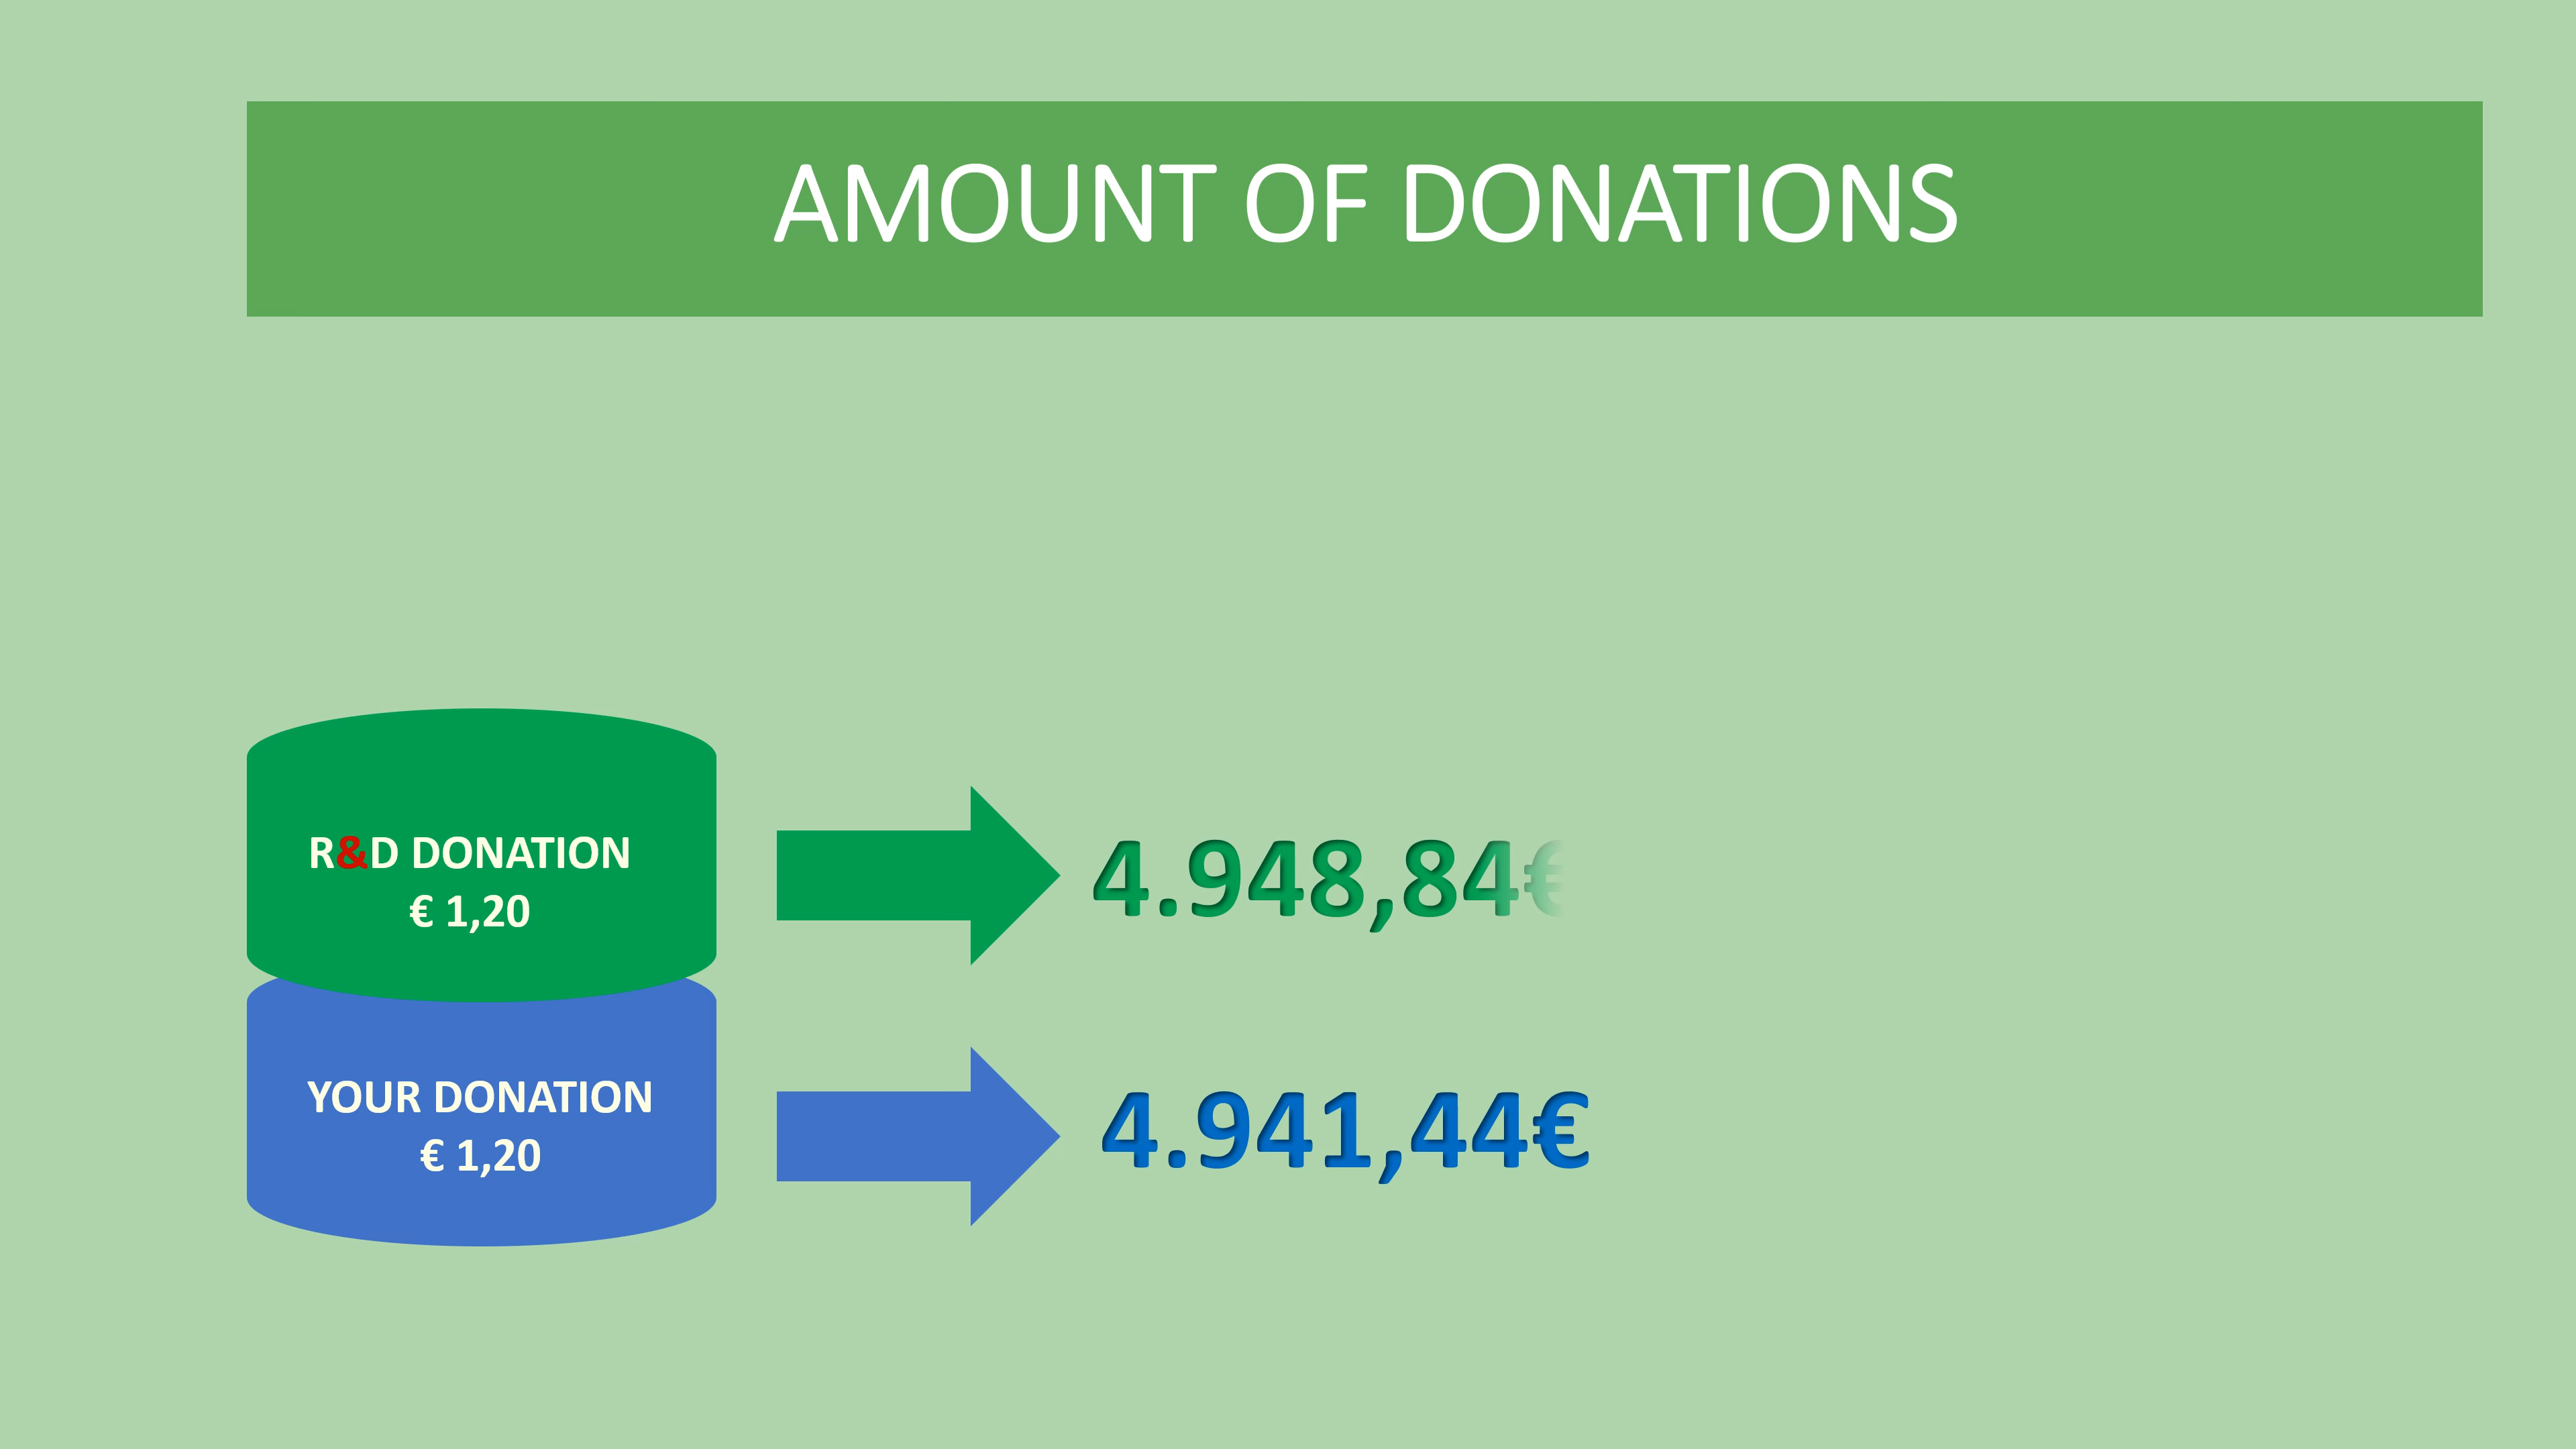 AMOUNT OF DONATIONS
R&D DONATION
€ 1,20
4.948,84€
YOUR DONATION
€ 1,20
4.941,44€